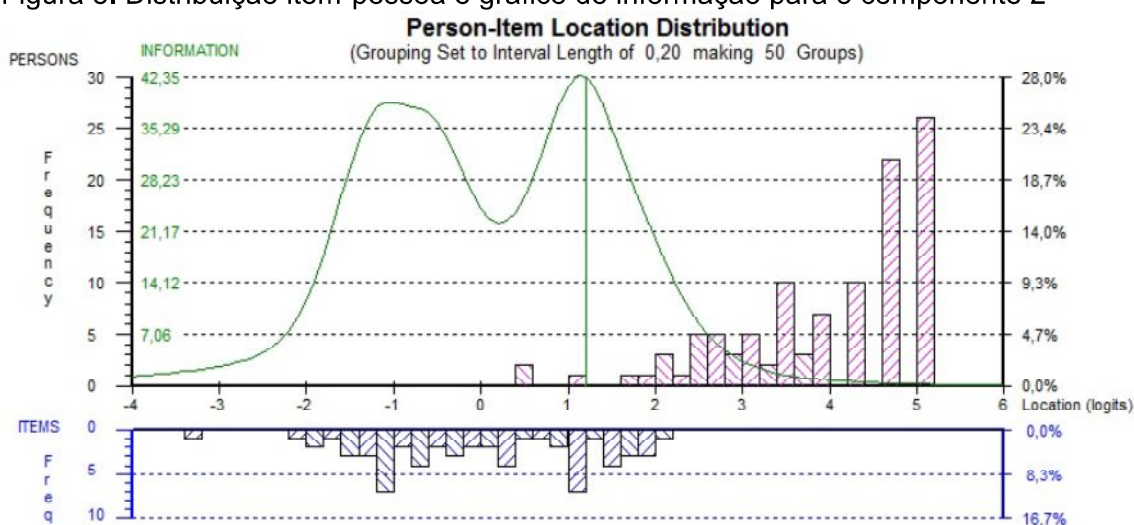 Figura 8. Distribuição item-pessoa e gráfico de informação para o componente 2
Person-Item Location Distribution
(Grouping Set to Interval Length of 0,20 making 50 Groups)
PERSONS
INFORMATION
Frequency
30 42,35 28,0%
25 35,29 23,4%
20 28,23 18,7%
15 21,17 14,0%
10 14,12 9,3%
5 7,06 4,7%
0 0,0%
-4 -3 -2 -1 0 1 2 3 4 5 6 Location (logits)
ITEMS 0 0,0%
Freq
5 8,3%
10 16,7%